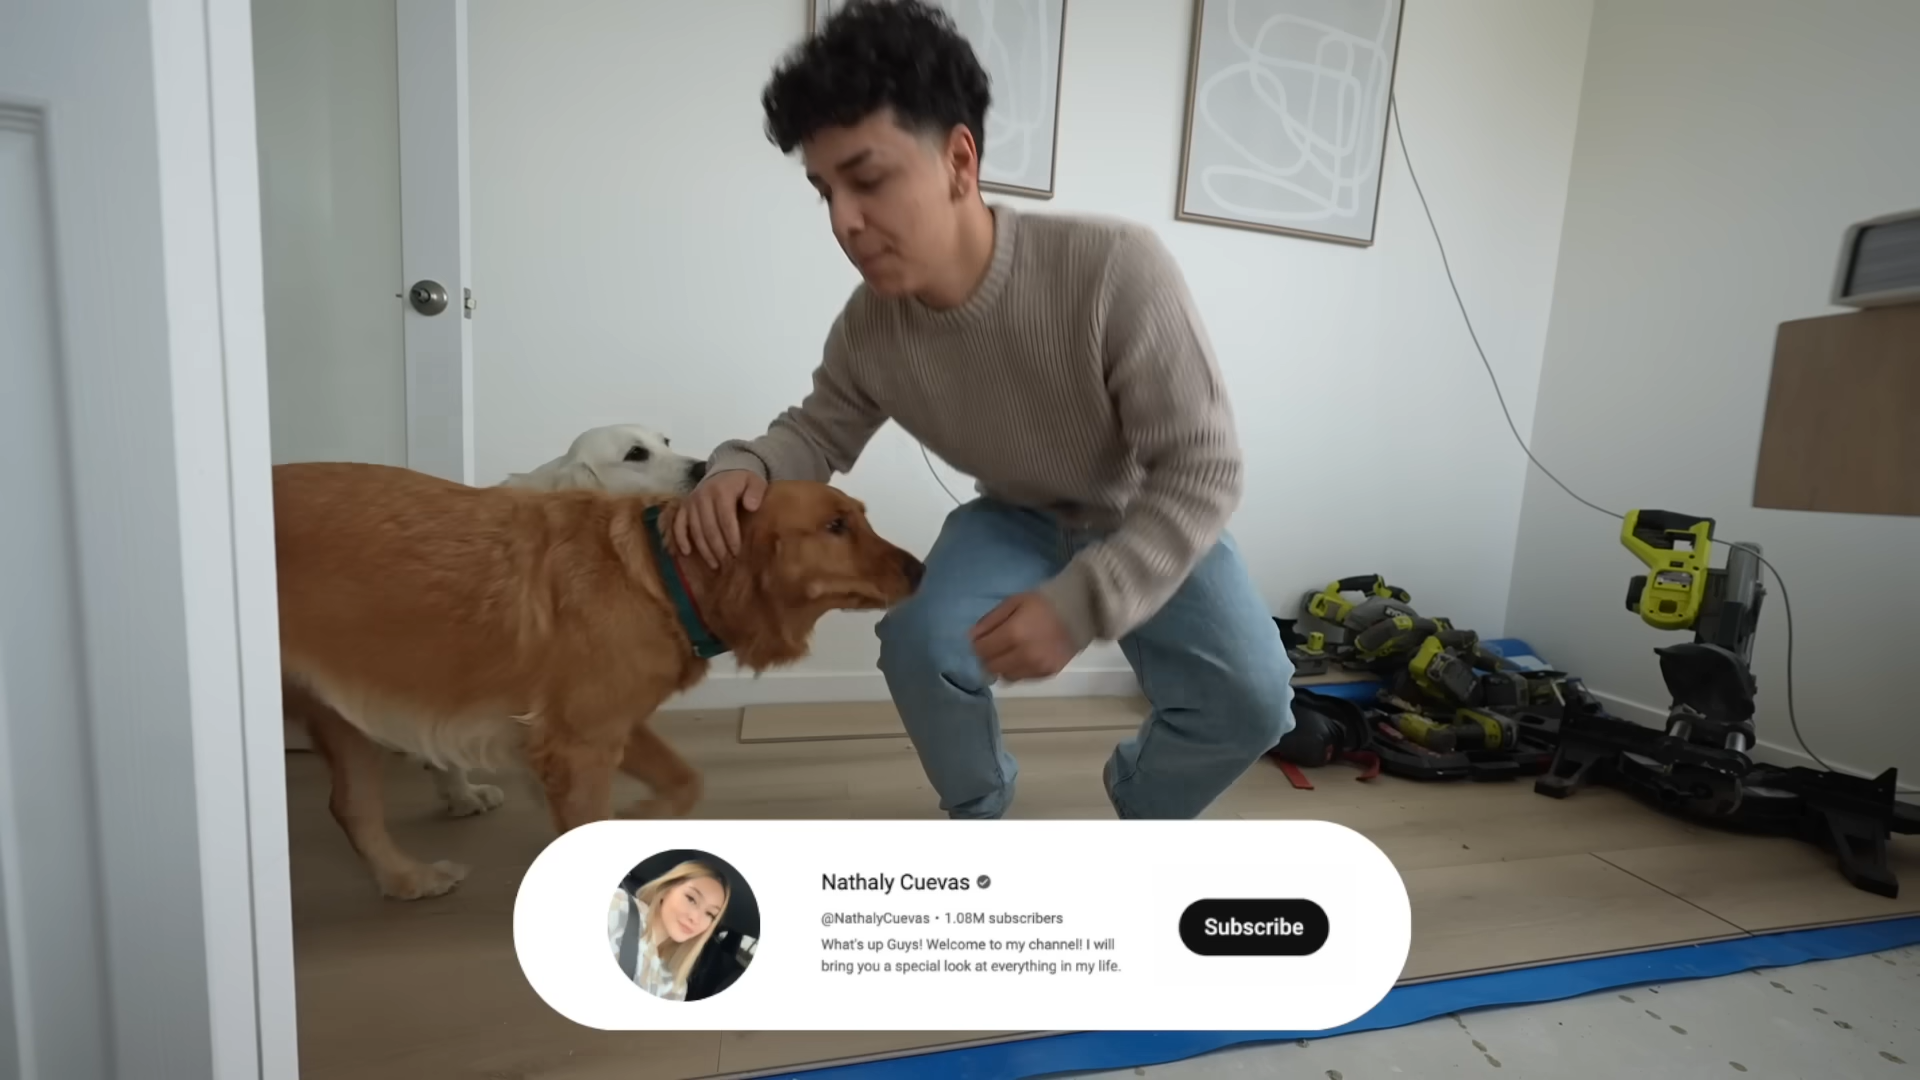 Nathaly Cuevas
@NathalyCuevas • 1.08M subscribers
What's up Guys! Welcome to my channel! I will
bring you a special look at everything in my life.
Subscribe